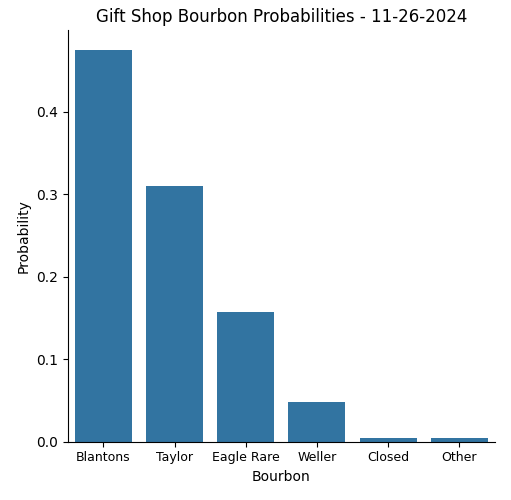 Gift Shop Bourbon Probabilities - 11-26-2024
Probability
0.4
0.3
0.2
0.1
0.0
Blantons Taylor Eagle Rare Weller Closed Other
Bourbon